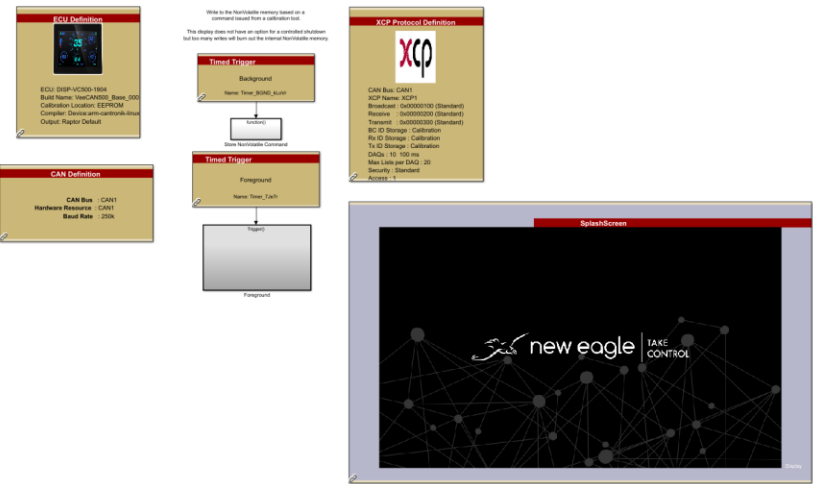 ECU Definition
ECU: DISP-VC500-1904
Build Name: VeeCAN500_Base_000
Calibration Location: EEPROM
Compiler: Device:arm-cantronik-linux
Output: Raptor Default
CAN Definition
CAN Bus : CAN1
Hardware Resource : CAN1
Baud Rate : 250k
Write to the NonVolatile memory based on a
command issued from a calibration tool.
This display does not have an option for a controlled shutdown
but too many writes will burn out the internal NonVolatile memory.
Timed Trigger
Background
function()
Store NonVolatile Command
Timed Trigger
Foreground
Trigger()
Foreground
XCP Protocol Definition
xcp
CAN Bus: CAN1
XCP Name: XCP1
Broadcast : 0x00000100 (Standard)
Receive : 0x00000200 (Standard)
Transmit : 0x00000300 (Standard)
BC ID Storage : Calibration
Rx ID Storage : Calibration
Tx ID Storage : Calibration
DAQs : 10 100 ms
Max Lists per DAQ : 20
Security : Standard
Access : 1
SplashScreen
new eagle
TAKE
CONTROL
Display